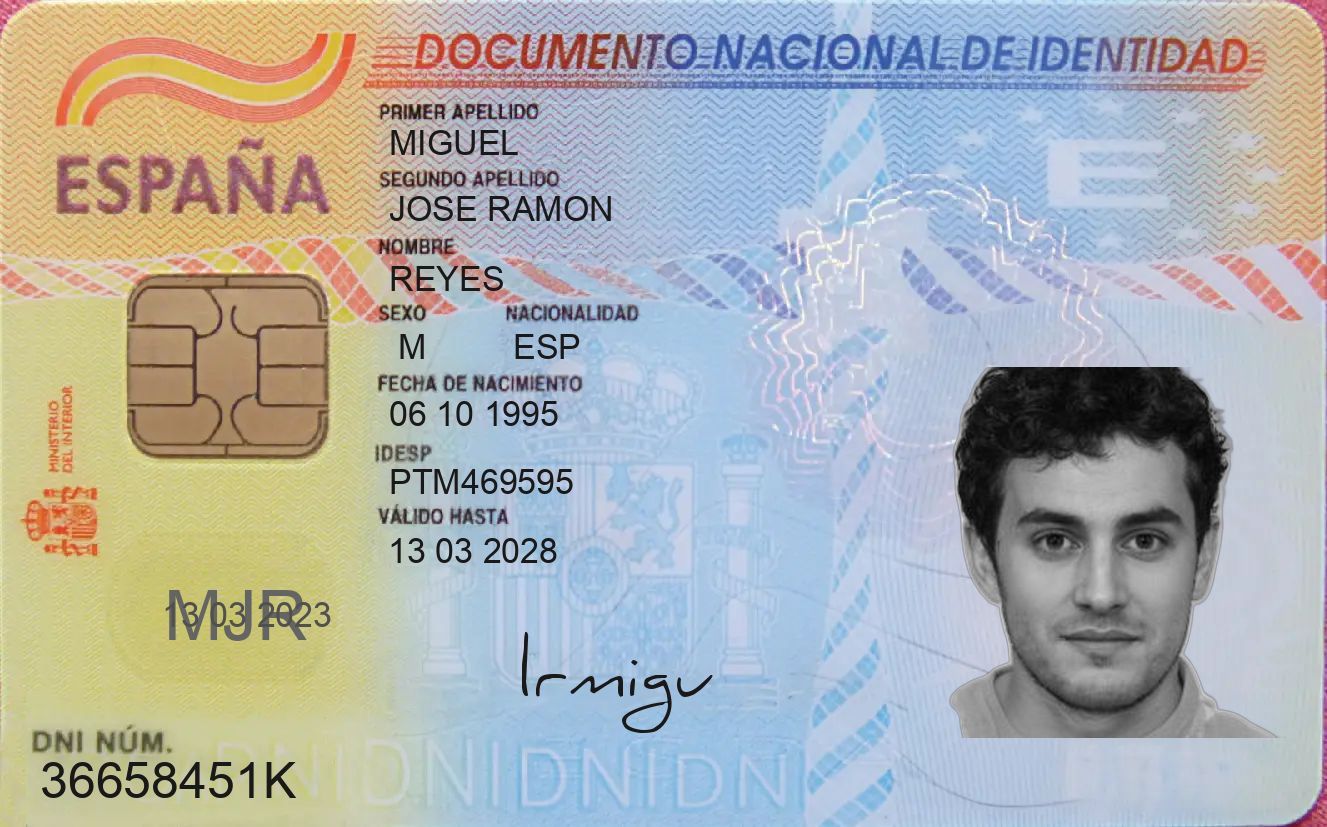 DOCUMENTO NACIONAL DE IDENTIDAD
ESPAÑA
PRIMER APELLIDO
MIGUEL
SEGUNDO APELLIDO
JOSE RAMON
NOMBRE
REYES
SEXO NACIONALIDAD
M ESP
FECHA DE NACIMIENTO
06 10 1995
IDESP
PTM469595
VÁLIDO HASTA
13 03 2028
MINISTERIO
DEL INTERIOR
E
MJR
13 03 2023
Irmigu
DNI NÚM.
36658451K
DNIDNIDNIDNI